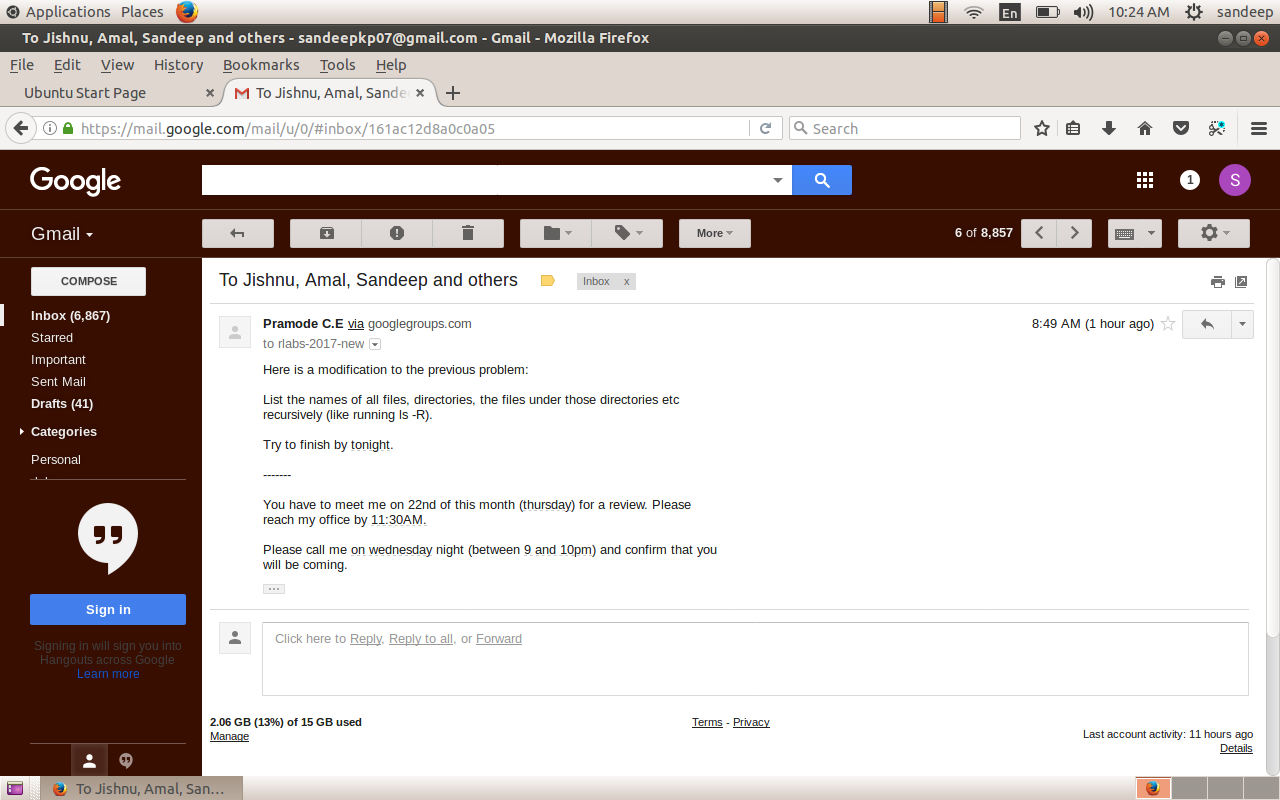 Applications Places En 10:24 AM sandeep
To Jishnu, Amal, Sandeep and others - sandeepkp07@gmail.com - Gmail - Mozilla Firefox
File Edit View History Bookmarks Tools Help
Ubuntu Start Page × To Jishnu, Amal, Sande × +
https://mail.google.com/mail/u/0/#inbox/161ac12d8a0c0a05 Search
Google 1 S
Gmail More 6 of 8,857
COMPOSE
Inbox (6,867)
Starred
Important
Sent Mail
Drafts (41)
Categories
Personal
Sign in
Signing in will sign you into
Hangouts across Google
Learn more
To Jishnu, Amal, Sandeep and others Inbox x
Pramode C.E via googlegroups.com 8:49 AM (1 hour ago)
to rlabs-2017-new
Here is a modification to the previous problem:
List the names of all files, directories, the files under those directories etc
recursively (like running ls -R).
Try to finish by tonight.
-------
You have to meet me on 22nd of this month (thursday) for a review. Please
reach my office by 11:30AM.
Please call me on wednesday night (between 9 and 10pm) and confirm that you
will be coming.
...
Click here to Reply, Reply to all, or Forward
2.06 GB (13%) of 15 GB used
Manage
Terms - Privacy
Last account activity: 11 hours ago
Details
To Jishnu, Amal, San...